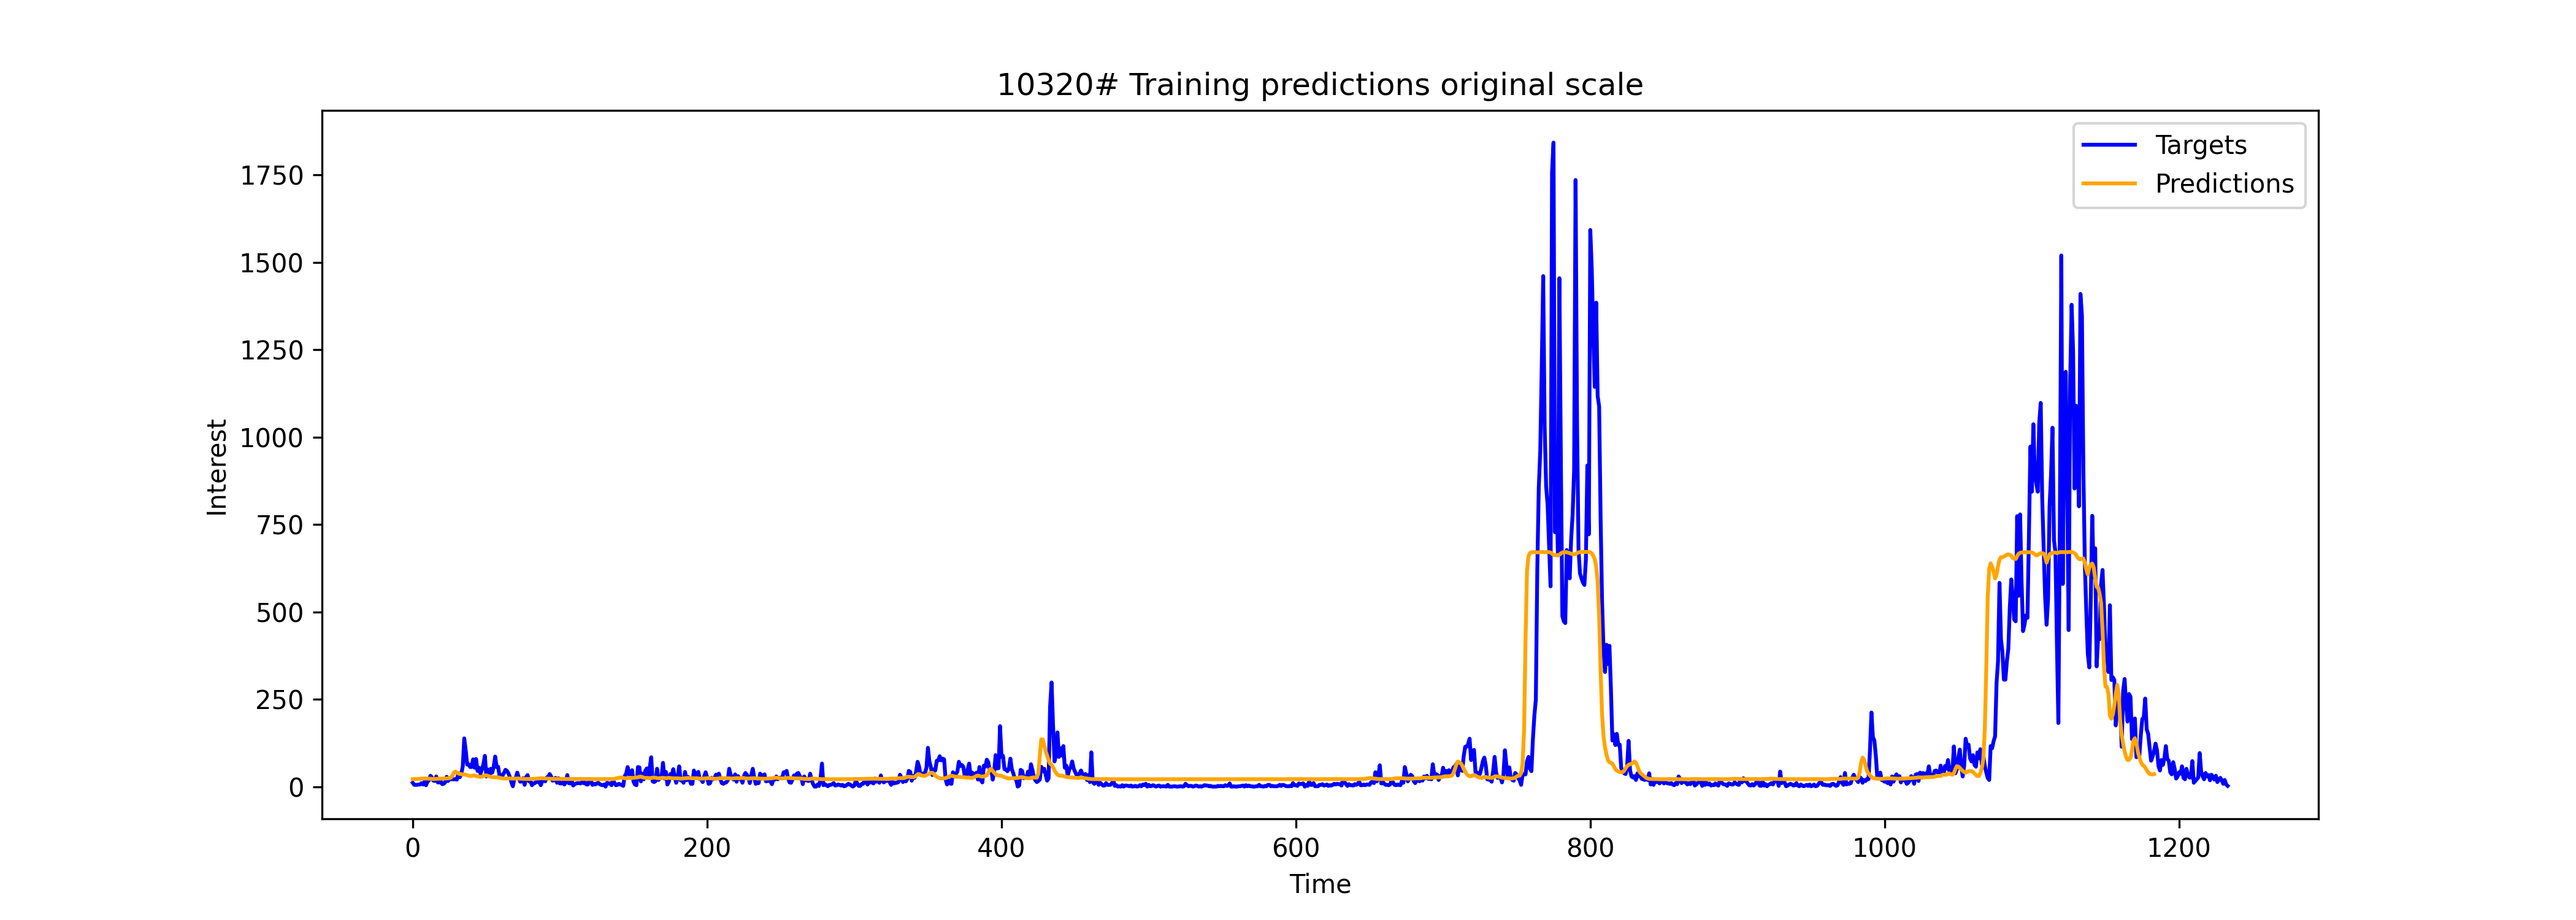 10320# Training predictions original scale
Targets
Predictions
Interest
1750
1500
1250
1000
750
500
250
0
0 200 400 600 800 1000 1200
Time